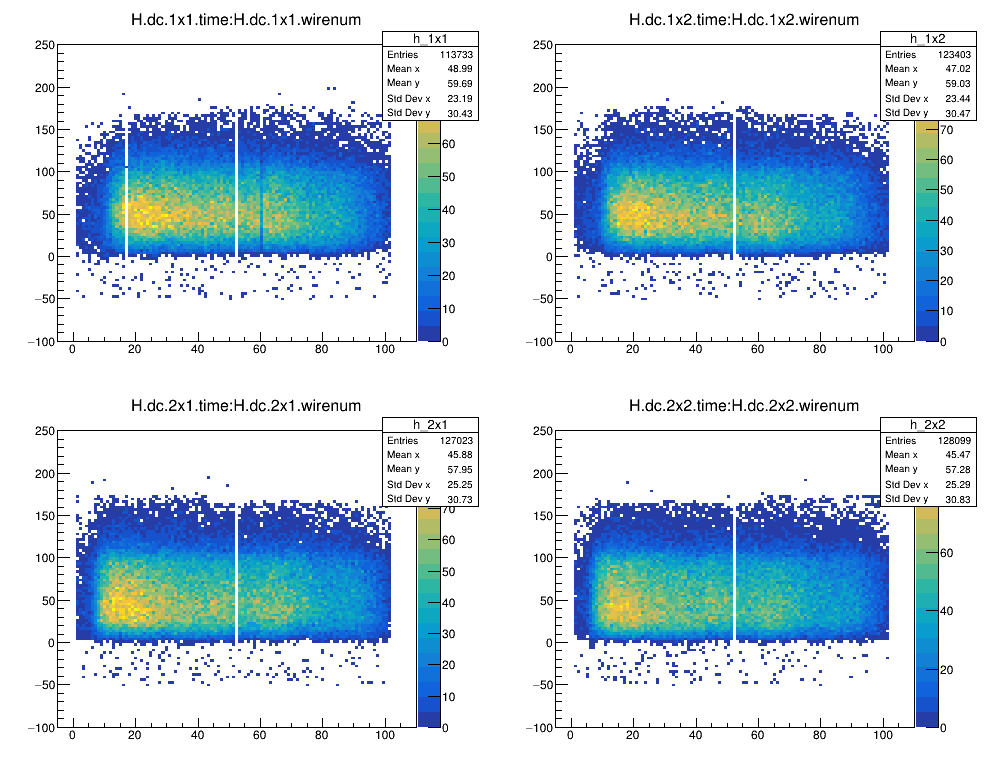 H.dc.1x1.time:H.dc.1x1.wirenum
h_1x1
Entries 113733
Mean x 48.99
Mean y 59.69
Std Dev x 23.19
Std Dev y 30.43
250
200
150
100
50
0
−50
−100
0 20 40 60 80 100
60
50
40
30
20
10
0
H.dc.1x2.time:H.dc.1x2.wirenum
h_1x2
Entries 123403
Mean x 47.02
Mean y 59.03
Std Dev x 23.44
Std Dev y 30.47
250
200
150
100
50
0
−50
−100
0 20 40 60 80 100
70
60
50
40
30
20
10
0
H.dc.2x1.time:H.dc.2x1.wirenum
h_2x1
Entries 127023
Mean x 45.88
Mean y 57.95
Std Dev x 25.25
Std Dev y 30.73
250
200
150
100
50
0
−50
−100
0 20 40 60 80 100
70
60
50
40
30
20
10
0
H.dc.2x2.time:H.dc.2x2.wirenum
h_2x2
Entries 128099
Mean x 45.47
Mean y 57.28
Std Dev x 25.29
Std Dev y 30.83
250
200
150
100
50
0
−50
−100
0 20 40 60 80 100
60
40
20
0